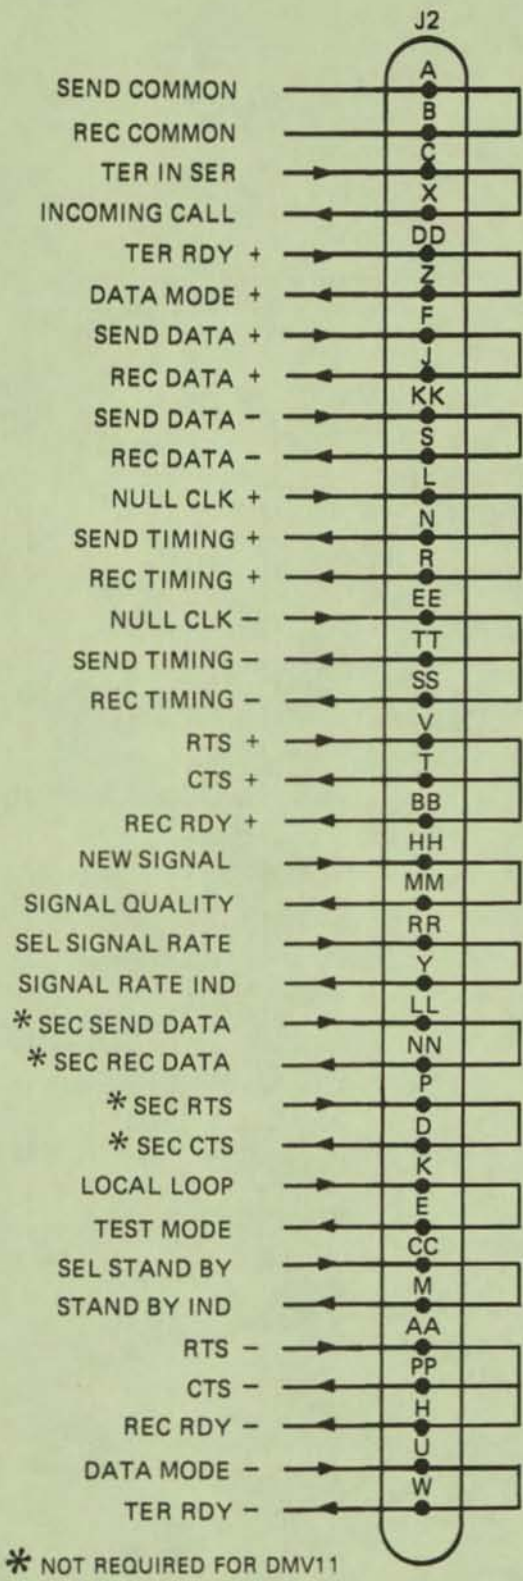 J2
SEND COMMON A
REC COMMON B
TER IN SER C
INCOMING CALL X
TER RDY + DD
DATA MODE + Z
SEND DATA + F
REC DATA + J
SEND DATA − KK
REC DATA − S
NULL CLK + L
SEND TIMING + N
REC TIMING + R
NULL CLK − EE
SEND TIMING − TT
REC TIMING − SS
RTS + V
CTS + T
REC RDY + BB
NEW SIGNAL HH
SIGNAL QUALITY MM
SEL SIGNAL RATE RR
SIGNAL RATE IND Y
* SEC SEND DATA LL
* SEC REC DATA NN
* SEC RTS P
* SEC CTS D
LOCAL LOOP K
TEST MODE E
SEL STAND BY CC
STAND BY IND M
RTS − AA
CTS − PP
REC RDY − H
DATA MODE − U
TER RDY − W
* NOT REQUIRED FOR DMV11